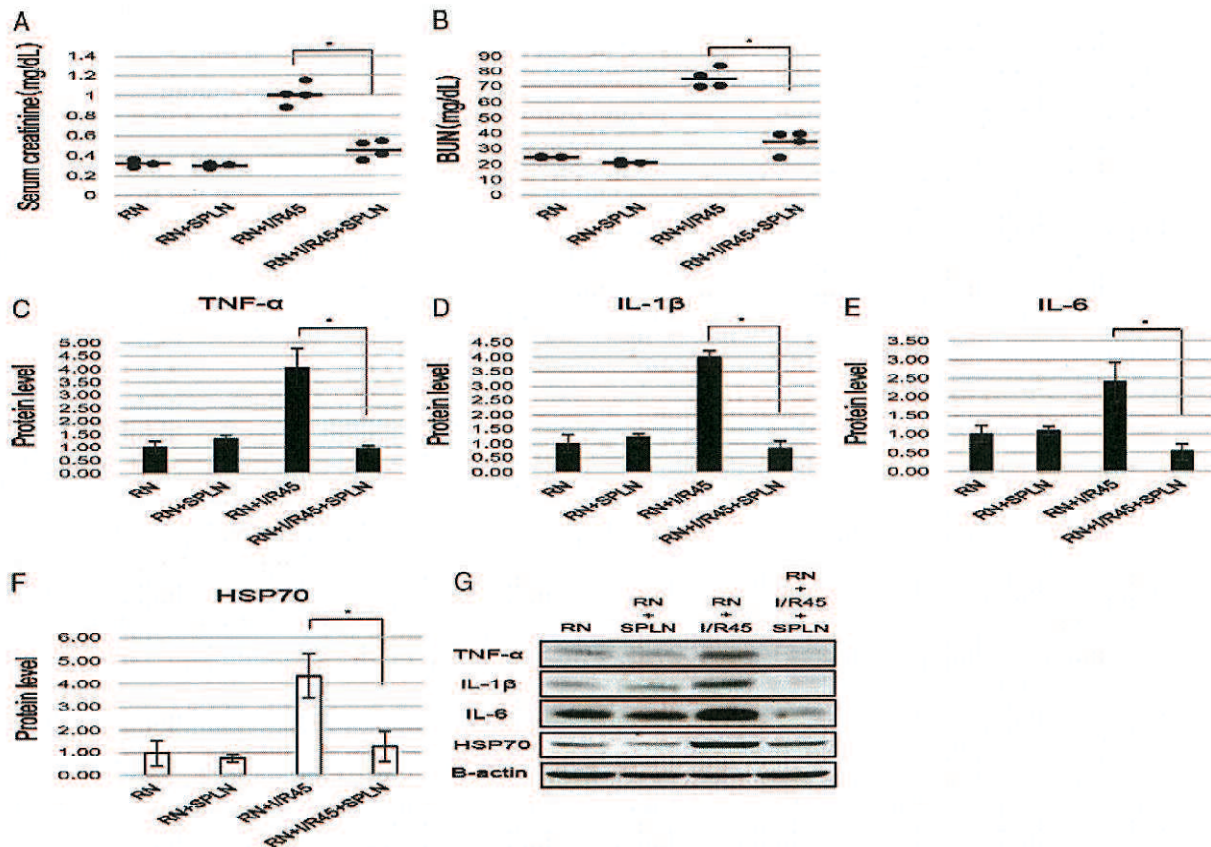 A
Serum creatinine(mg/dL)
1.4
1.2
1
0.8
0.6
0.4
0.2
0
*
RN
RN+SPLN
RN+I/R45
RN+I/R45+SPLN
B
BUN(mg/dL)
90
80
70
60
50
40
30
20
10
0
*
RN
RN+SPLN
RN+I/R45
RN+I/R45+SPLN
C
TNF-α
Protein level
5.00
4.50
4.00
3.50
3.00
2.50
2.00
1.50
1.00
0.50
0.00
*
RN
RN+SPLN
RN+I/R45
RN+I/R45+SPLN
D
IL-1β
Protein level
4.50
4.00
3.50
3.00
2.50
2.00
1.50
1.00
0.50
0.00
*
RN
RN+SPLN
RN+I/R45
RN+I/R45+SPLN
E
IL-6
Protein level
3.50
3.00
2.50
2.00
1.50
1.00
0.50
0.00
*
RN
RN+SPLN
RN+I/R45
RN+I/R45+SPLN
F
HSP70
Protein level
6.00
5.00
4.00
3.00
2.00
1.00
0.00
*
RN
RN+SPLN
RN+I/R45
RN+I/R45+SPLN
G
RN
RN
+
SPLN
RN
+
I/R45
RN
+
I/R45
+
SPLN
TNF-α
IL-1β
IL-6
HSP70
B-actin